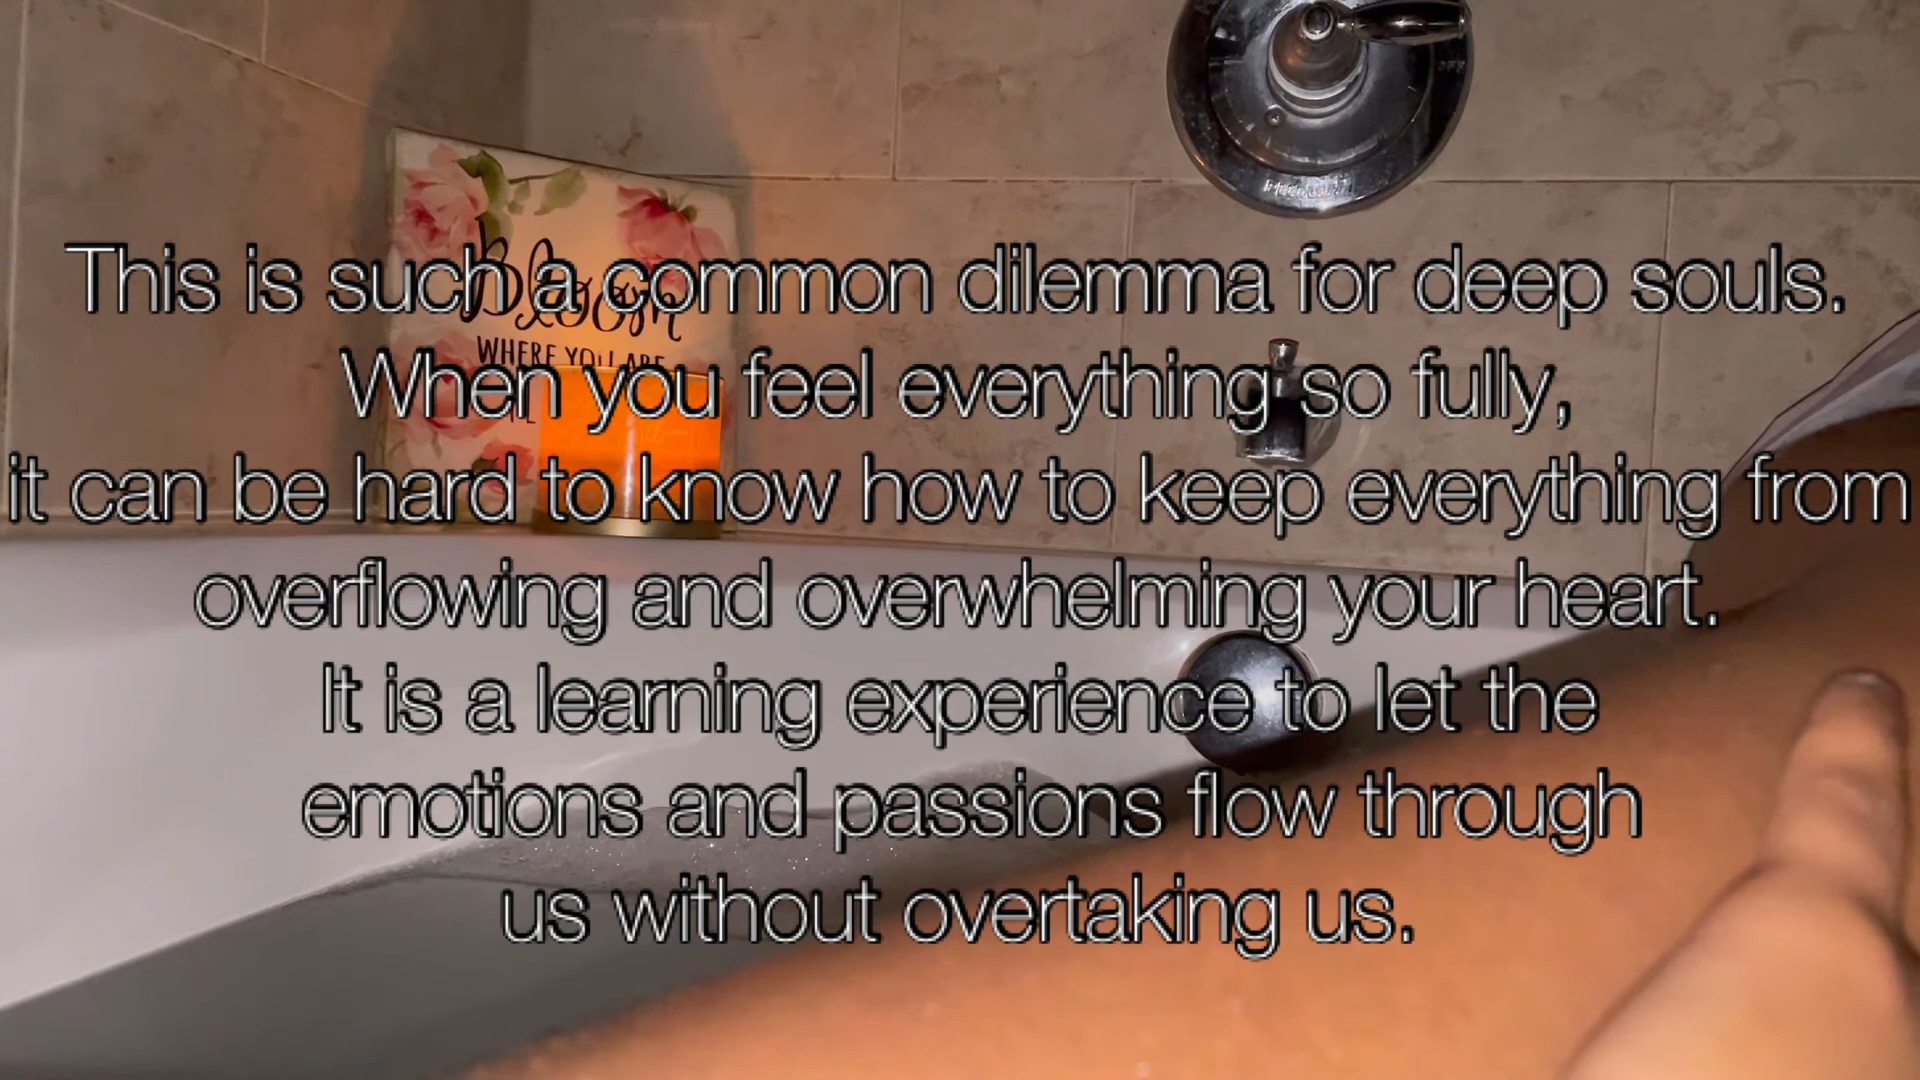 Bloom
WHERE YOU ARE
This is such a common dilemma for deep souls.
When you feel everything so fully,
it can be hard to know how to keep everything from
overflowing and overwhelming your heart.
It is a learning experience to let the
emotions and passions flow through
us without overtaking us.